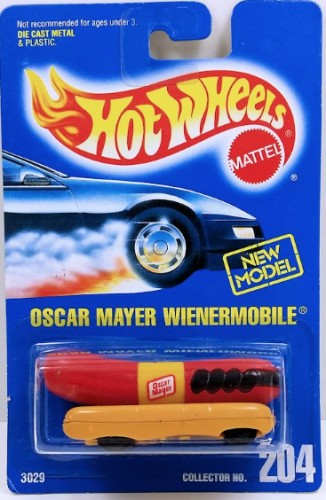 Not recommended for ages under 3.
DIE CAST METAL
& PLASTIC.
Hot Wheels
MATTEL
NEW
MODEL
OSCAR MAYER WIENERMOBILE®
Oscar
Mayer
3029
COLLECTOR NO. 204